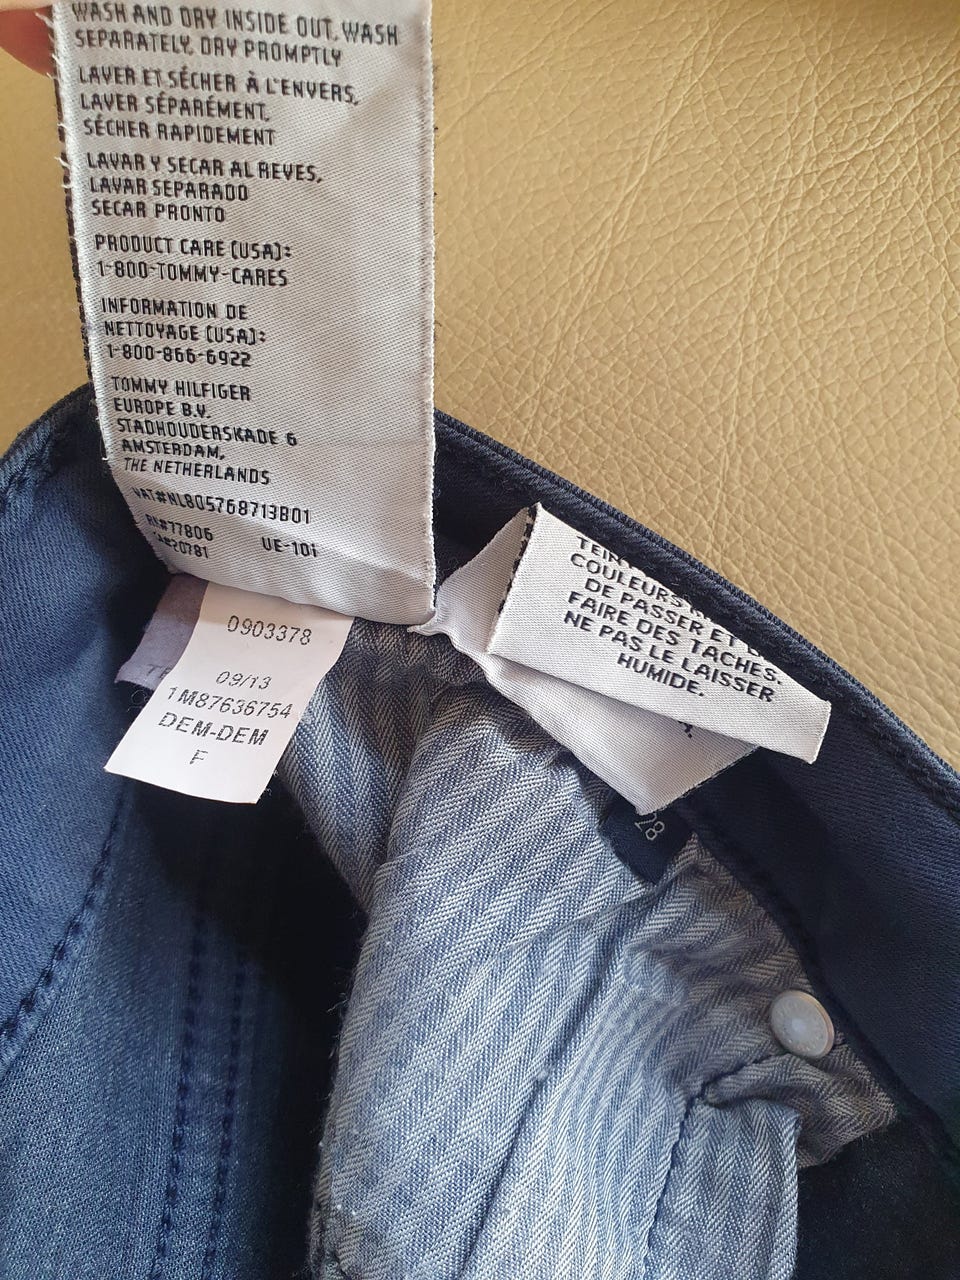 WASH AND DRY INSIDE OUT, WASH
SEPARATELY, DRY PROMPTLY
LAVER ET SÉCHER À L'ENVERS,
LAVER SÉPARÉMENT,
SÉCHER RAPIDEMENT
LAVAR Y SECAR AL REVES,
LAVAR SEPARADO
SECAR PRONTO
PRODUCT CARE (USA):
1-800-TOMMY-CARES
INFORMATION DE
NETTOYAGE (USA):
1-800-866-6922
TOMMY HILFIGER
EUROPE B.V.
STADHOUDERSKADE 6
AMSTERDAM,
THE NETHERLANDS
VAT#NL805768713B01
RN#77806 UE-101
CA#20781
0903378
09/13
1M87636754
DEM-DEM
F
COULEURS
DE PASSER ET
FAIRE DES TACHES.
NE PAS LE LAISSER
HUMIDE.
28